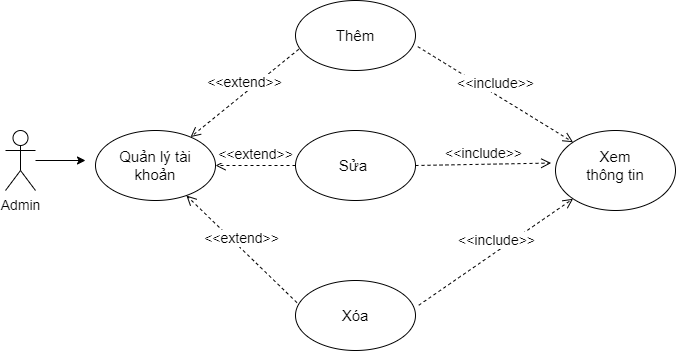 Thêm
<<extend>>
<<include>>
Quản lý tài
khoản
<<extend>>
Sửa
<<include>>
Xem
thông tin
Admin
<<extend>>
<<include>>
Xóa